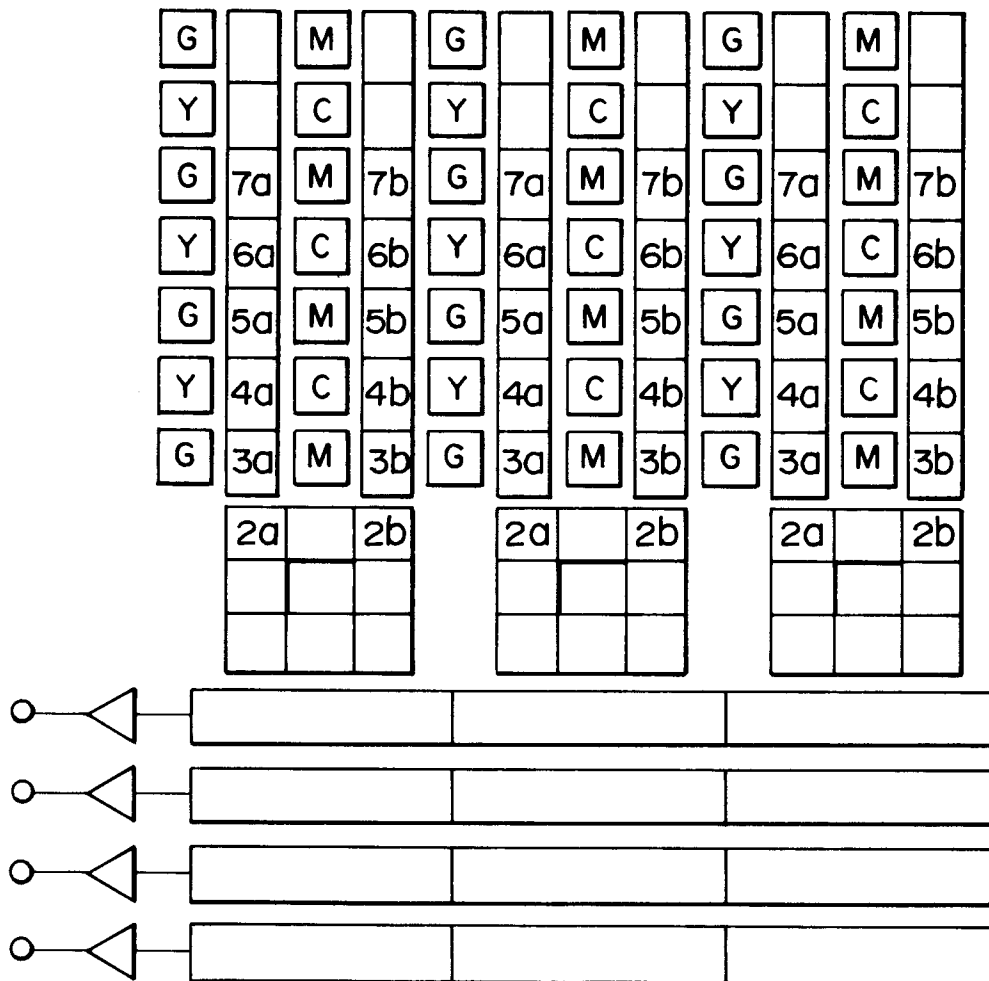 G M G M G M
Y C Y C Y C
G 7a M 7b G 7a M 7b G 7a M 7b
Y 6a C 6b Y 6a C 6b Y 6a C 6b
G 5a M 5b G 5a M 5b G 5a M 5b
Y 4a C 4b Y 4a C 4b Y 4a C 4b
G 3a M 3b G 3a M 3b G 3a M 3b
2a 2b 2a 2b 2a 2b